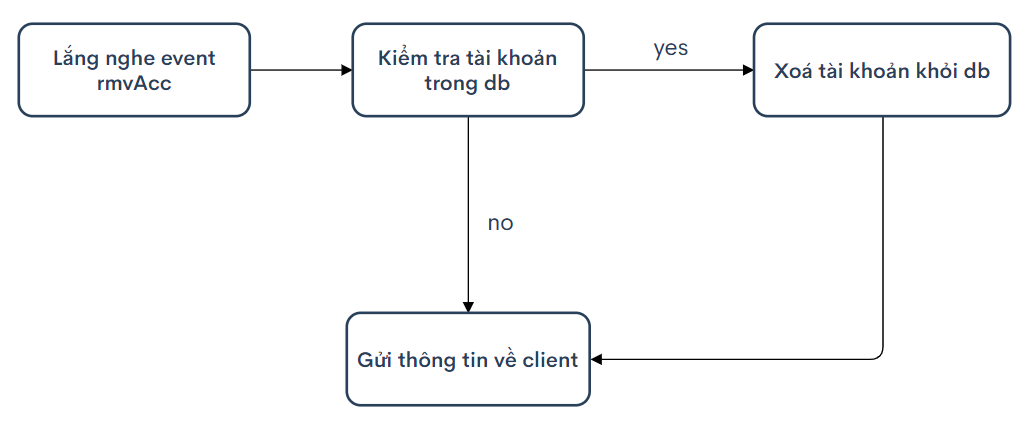 Lắng nghe event
rmvAcc
Kiểm tra tài khoản
trong db
yes
Xoá tài khoản khỏi db
no
Gửi thông tin về client